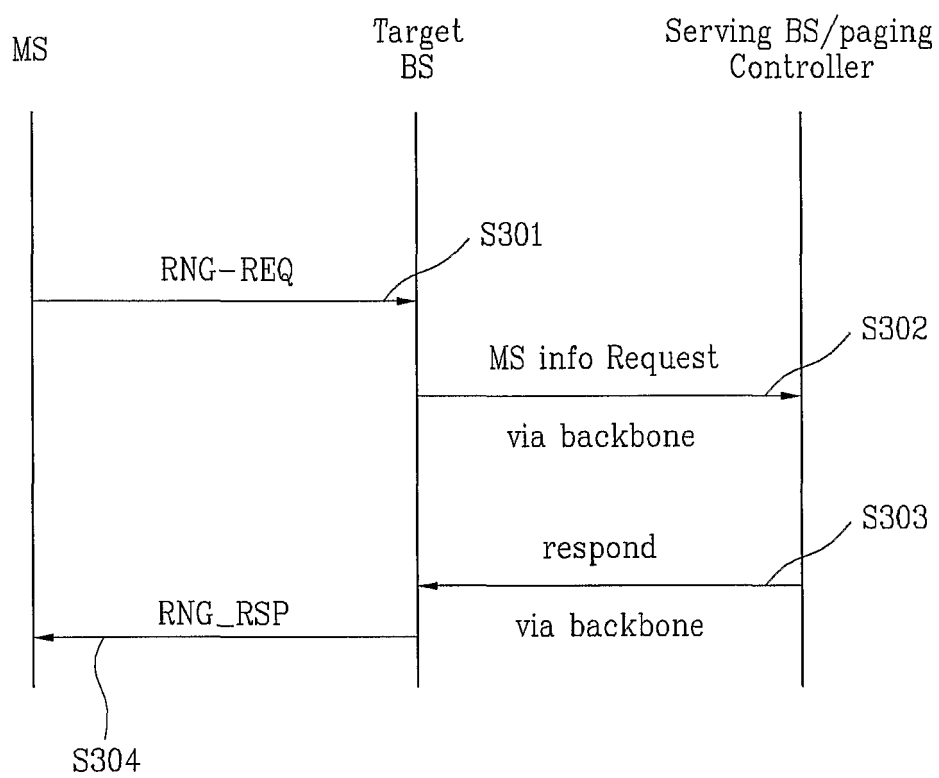 MS
Target
BS
Serving BS/paging
Controller
S301
RNG-REQ
S302
MS info Request
via backbone
S303
respond
RNG_RSP
via backbone
S304